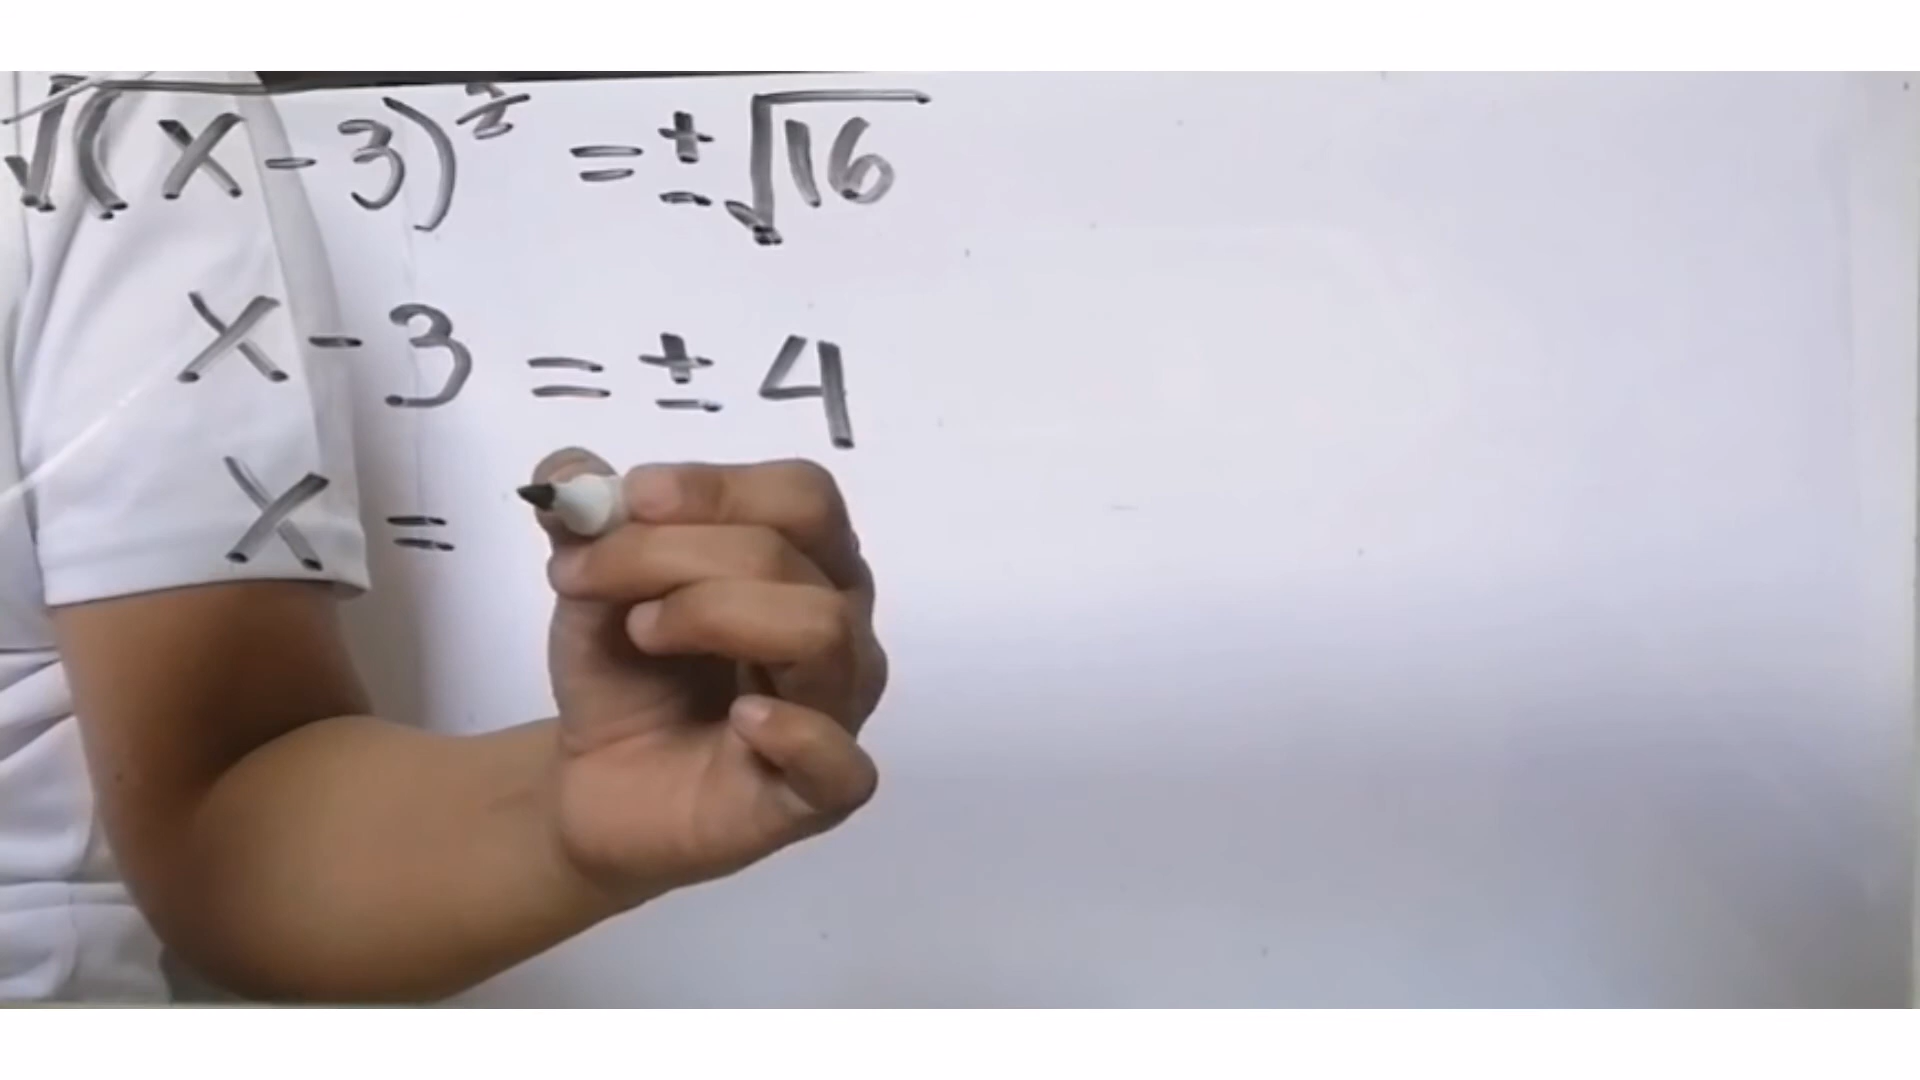 √(x-3)² = ±√16
x - 3 = ± 4
x =